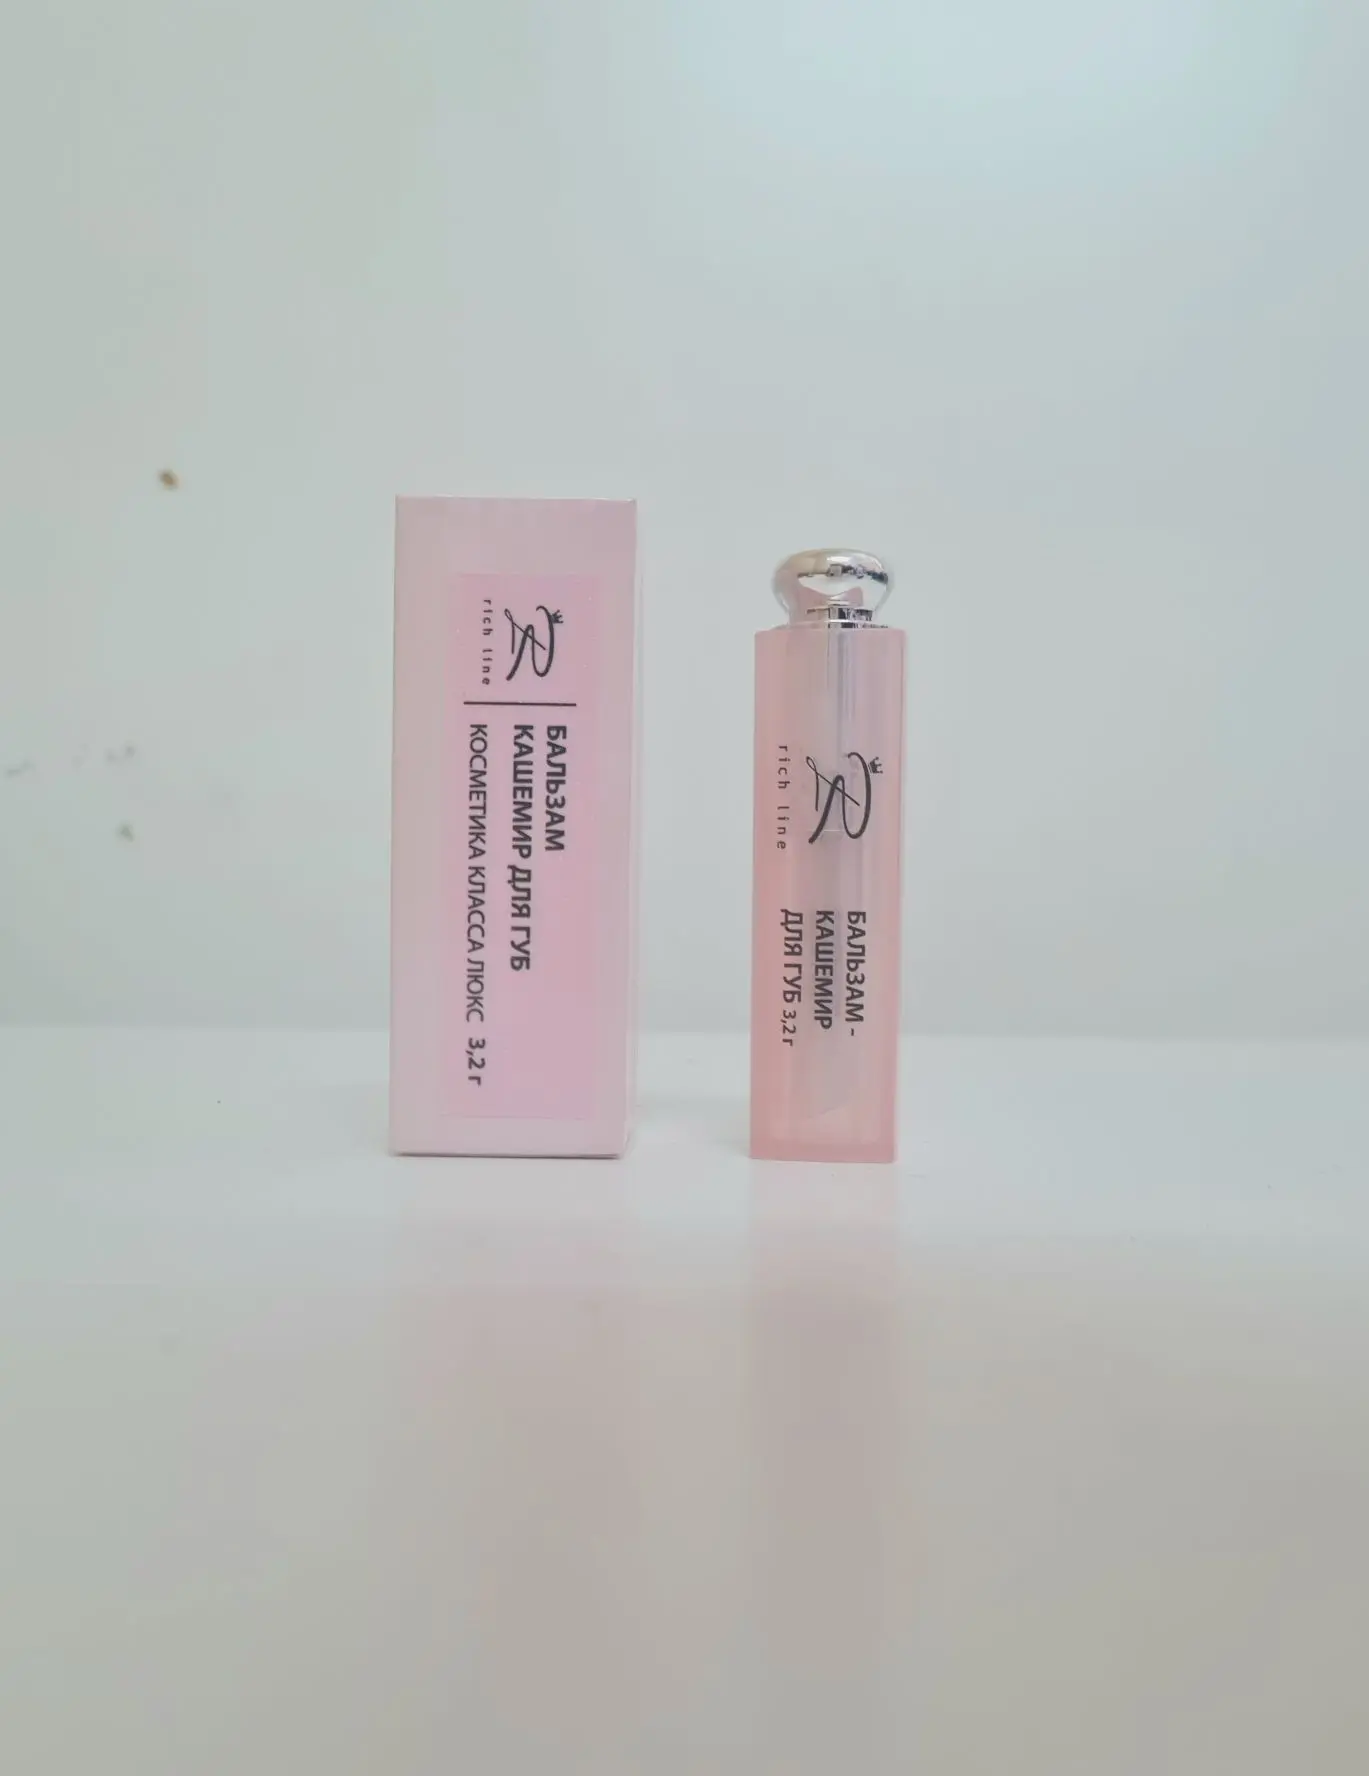 R
rich line
БАЛЬЗАМ
КАШЕМИР ДЛЯ ГУБ
КОСМЕТИКА КЛАССА ЛЮКС 3,2 г
R
rich line
БАЛЬЗАМ -
КАШЕМИР
ДЛЯ ГУБ 3,2 г